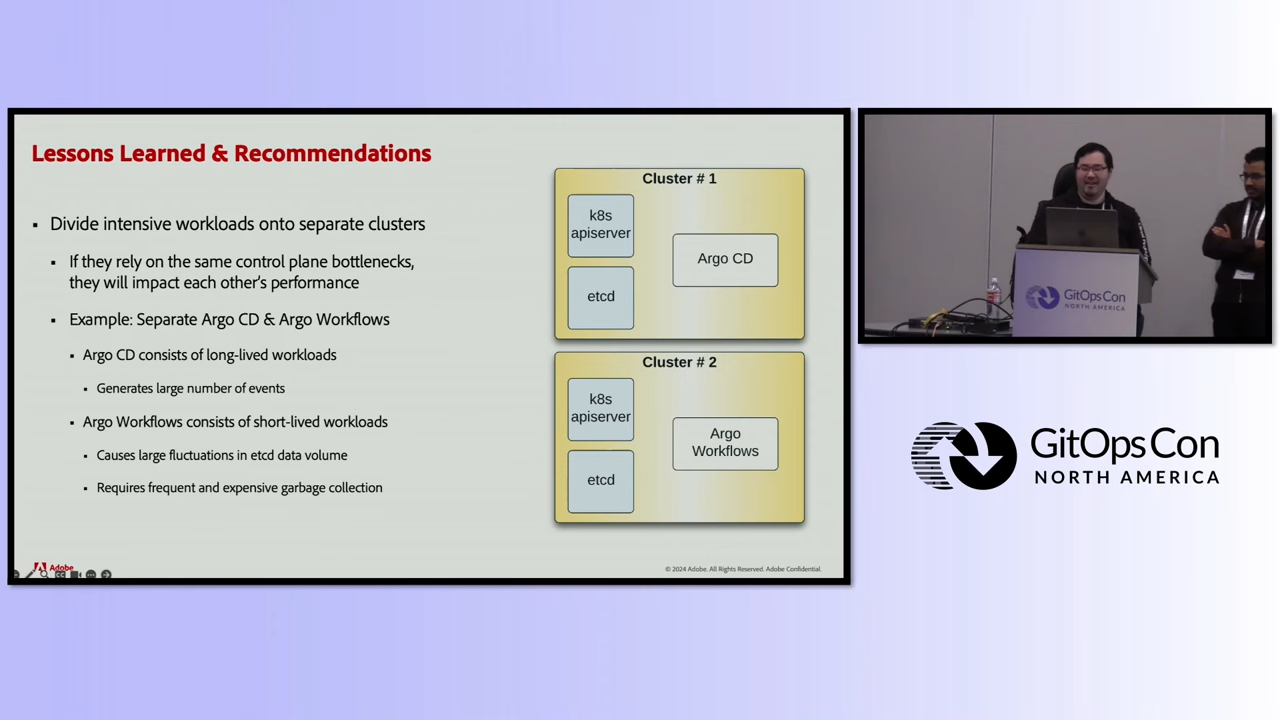 Lessons Learned & Recommendations
▪ Divide intensive workloads onto separate clusters
▪ If they rely on the same control plane bottlenecks,
they will impact each other's performance
▪ Example: Separate Argo CD & Argo Workflows
▪ Argo CD consists of long-lived workloads
▪ Generates large number of events
▪ Argo Workflows consists of short-lived workloads
▪ Causes large fluctuations in etcd data volume
▪ Requires frequent and expensive garbage collection
Cluster # 1
k8s
apiserver
etcd
Argo CD
Cluster # 2
k8s
apiserver
etcd
Argo
Workflows
Adobe
© 2024 Adobe. All Rights Reserved. Adobe Confidential.
GitOpsCon
NORTH AMERICA
GitOpsCon
NORTH AMERICA